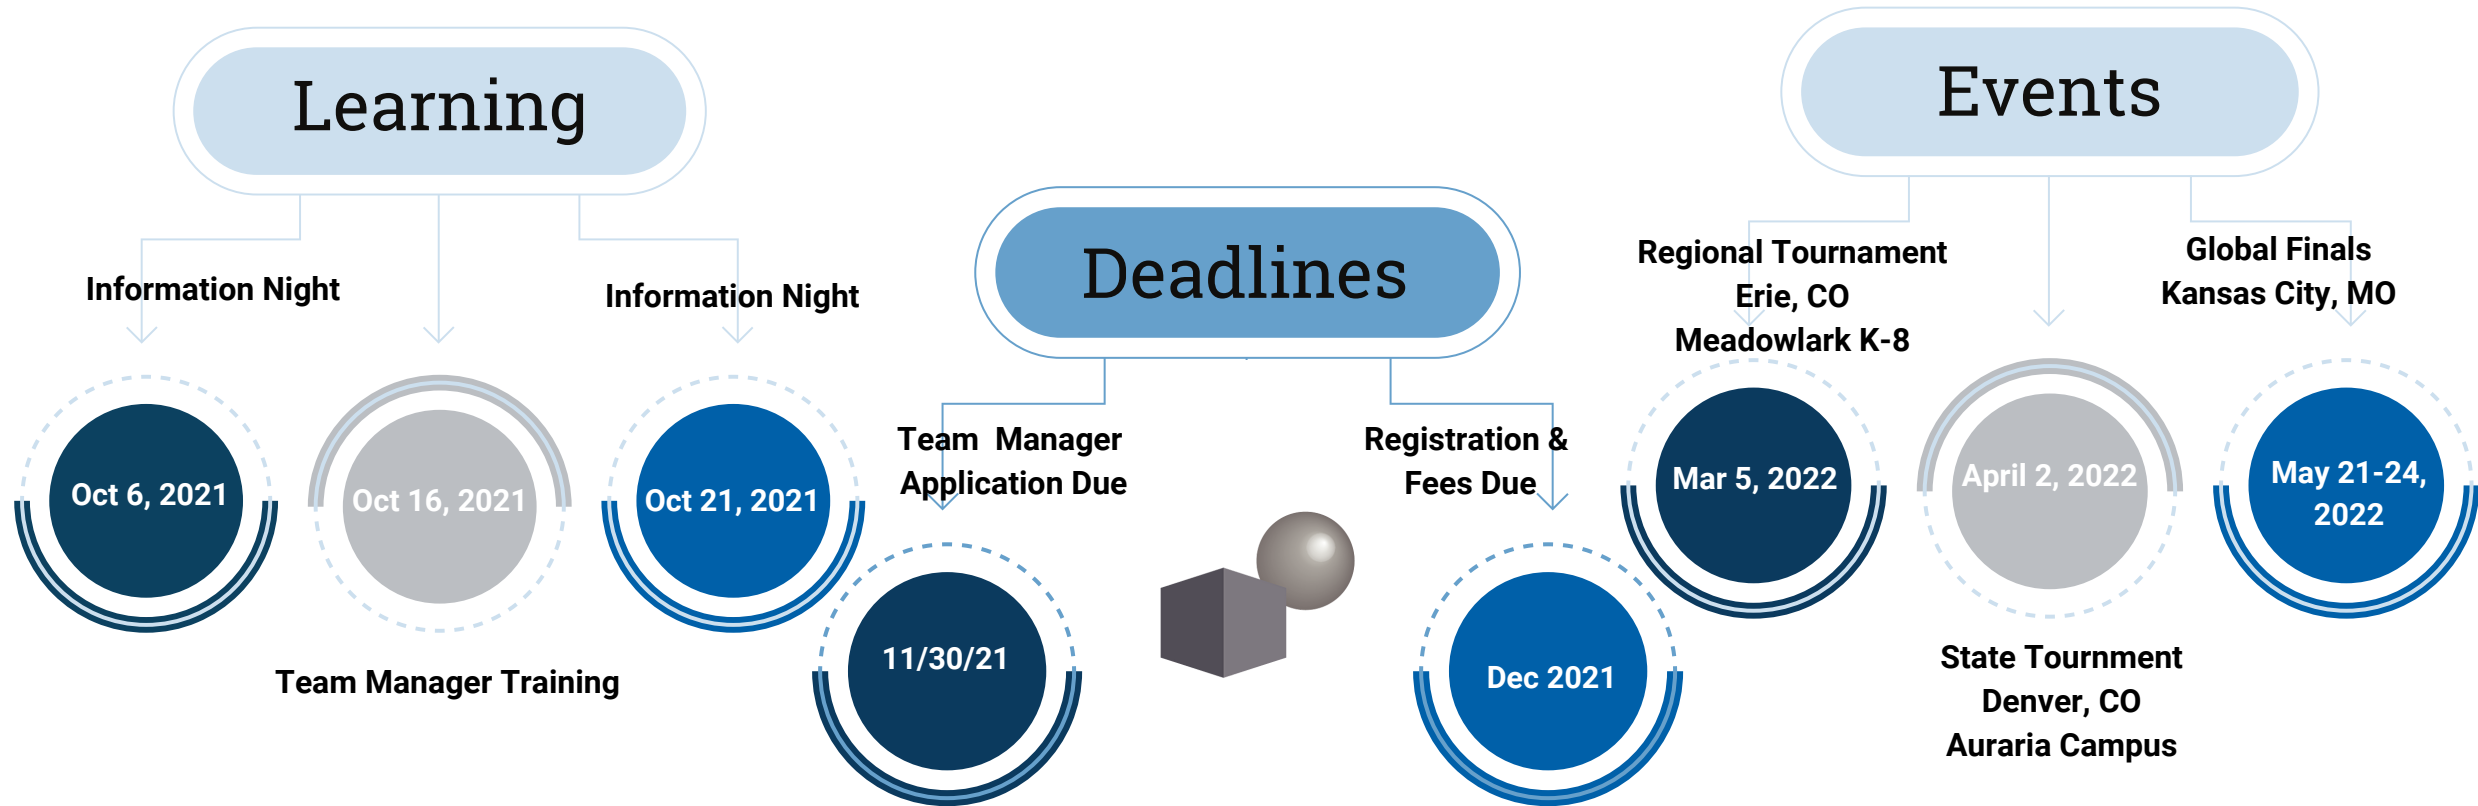 Learning
Information Night
Oct 6, 2021
Oct 16, 2021
Team Manager Training
Information Night
Oct 21, 2021
Deadlines
Team  Manager
Application Due
11/30/21
Registration &
Fees Due
Dec 2021
Events
Regional Tournament
Erie, CO
Meadowlark K-8
Mar 5, 2022
April 2, 2022
State Tournment
Denver, CO
Auraria Campus
Global Finals
Kansas City, MO
May 21-24,
2022